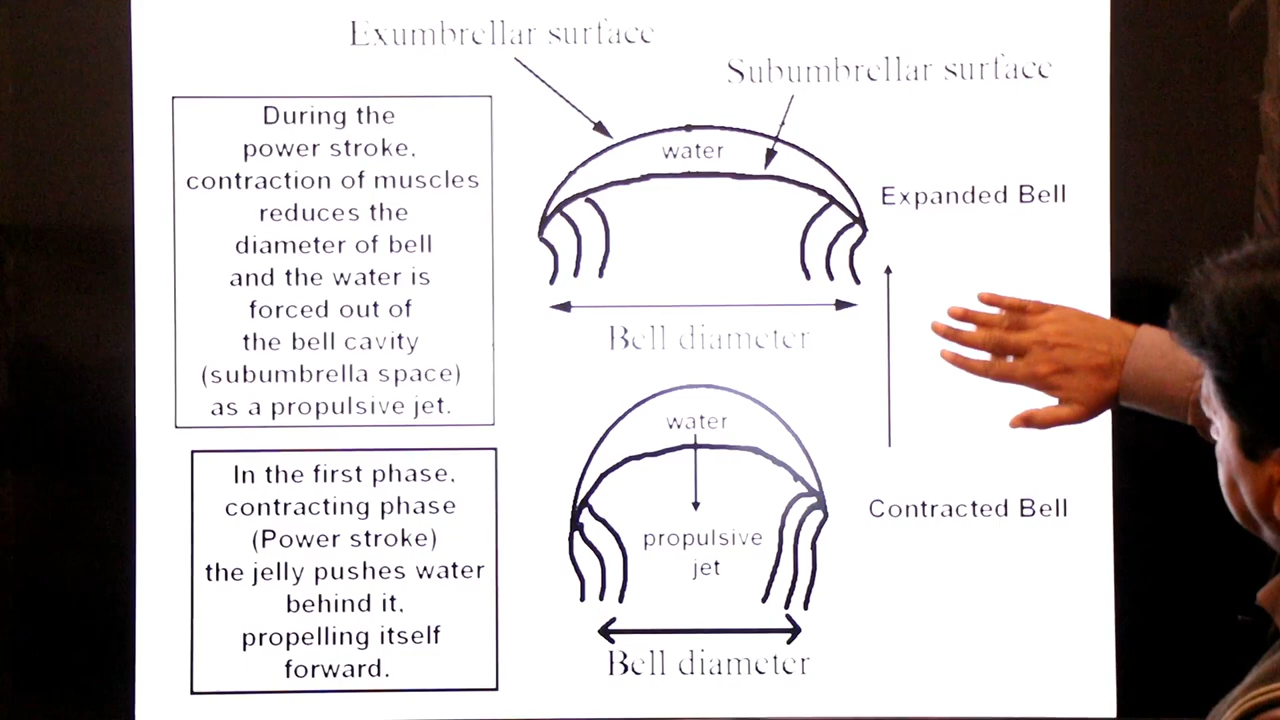 Exumbrellar surface
Subumbrellar surface
During the
power stroke,
contraction of muscles
reduces the
diameter of bell
and the water is
forced out of
the bell cavity
(subumbrella space)
as a propulsive jet.
water
Expanded Bell
Bell diameter
In the first phase,
contracting phase
(Power stroke)
the jelly pushes water
behind it,
propelling itself
forward.
water
propulsive
jet
Contracted Bell
Bell diameter